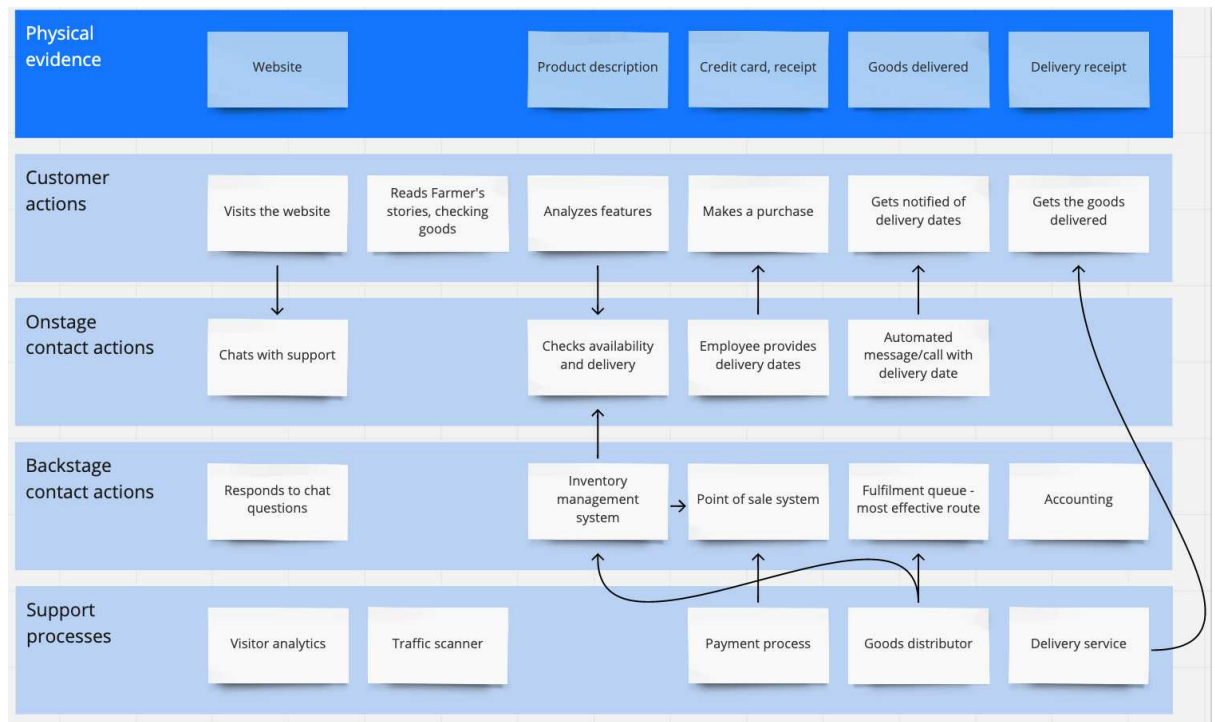 Physical
evidence
Website
Product description
Credit card, receipt
Goods delivered
Delivery receipt
Customer
actions
Visits the website
Reads Farmer's
stories, checking
goods
Analyzes features
Makes a purchase
Gets notified of
delivery dates
Gets the goods
delivered
Onstage
contact actions
Chats with support
Checks availability
and delivery
Employee provides
delivery dates
Automated
message/call with
delivery date
Backstage
contact actions
Responds to chat
questions
Inventory
management
system
Point of sale system
Fulfilment queue -
most effective route
Accounting
Support
processes
Visitor analytics
Traffic scanner
Payment process
Goods distributor
Delivery service